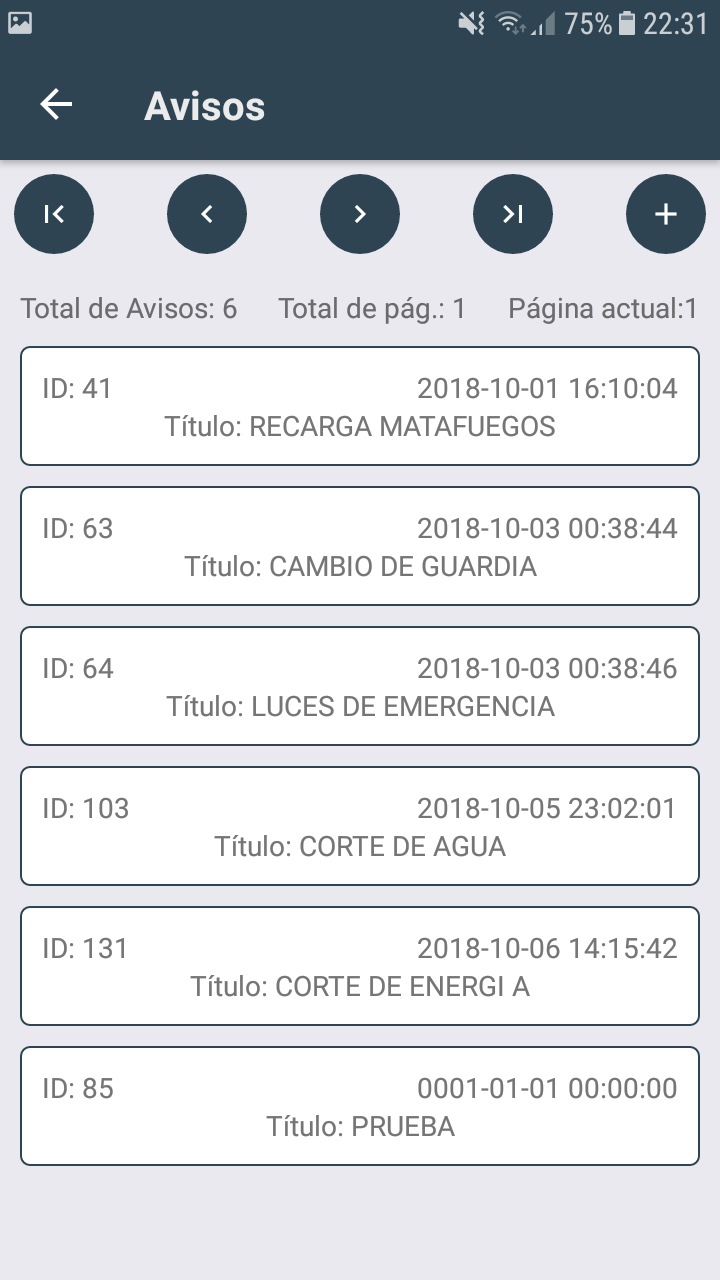 75% 22:31
Avisos
Total de Avisos: 6 Total de pág.: 1 Página actual:1
ID: 41 2018-10-01 16:10:04
Título: RECARGA MATAFUEGOS
ID: 63 2018-10-03 00:38:44
Título: CAMBIO DE GUARDIA
ID: 64 2018-10-03 00:38:46
Título: LUCES DE EMERGENCIA
ID: 103 2018-10-05 23:02:01
Título: CORTE DE AGUA
ID: 131 2018-10-06 14:15:42
Título: CORTE DE ENERGI A
ID: 85 0001-01-01 00:00:00
Título: PRUEBA